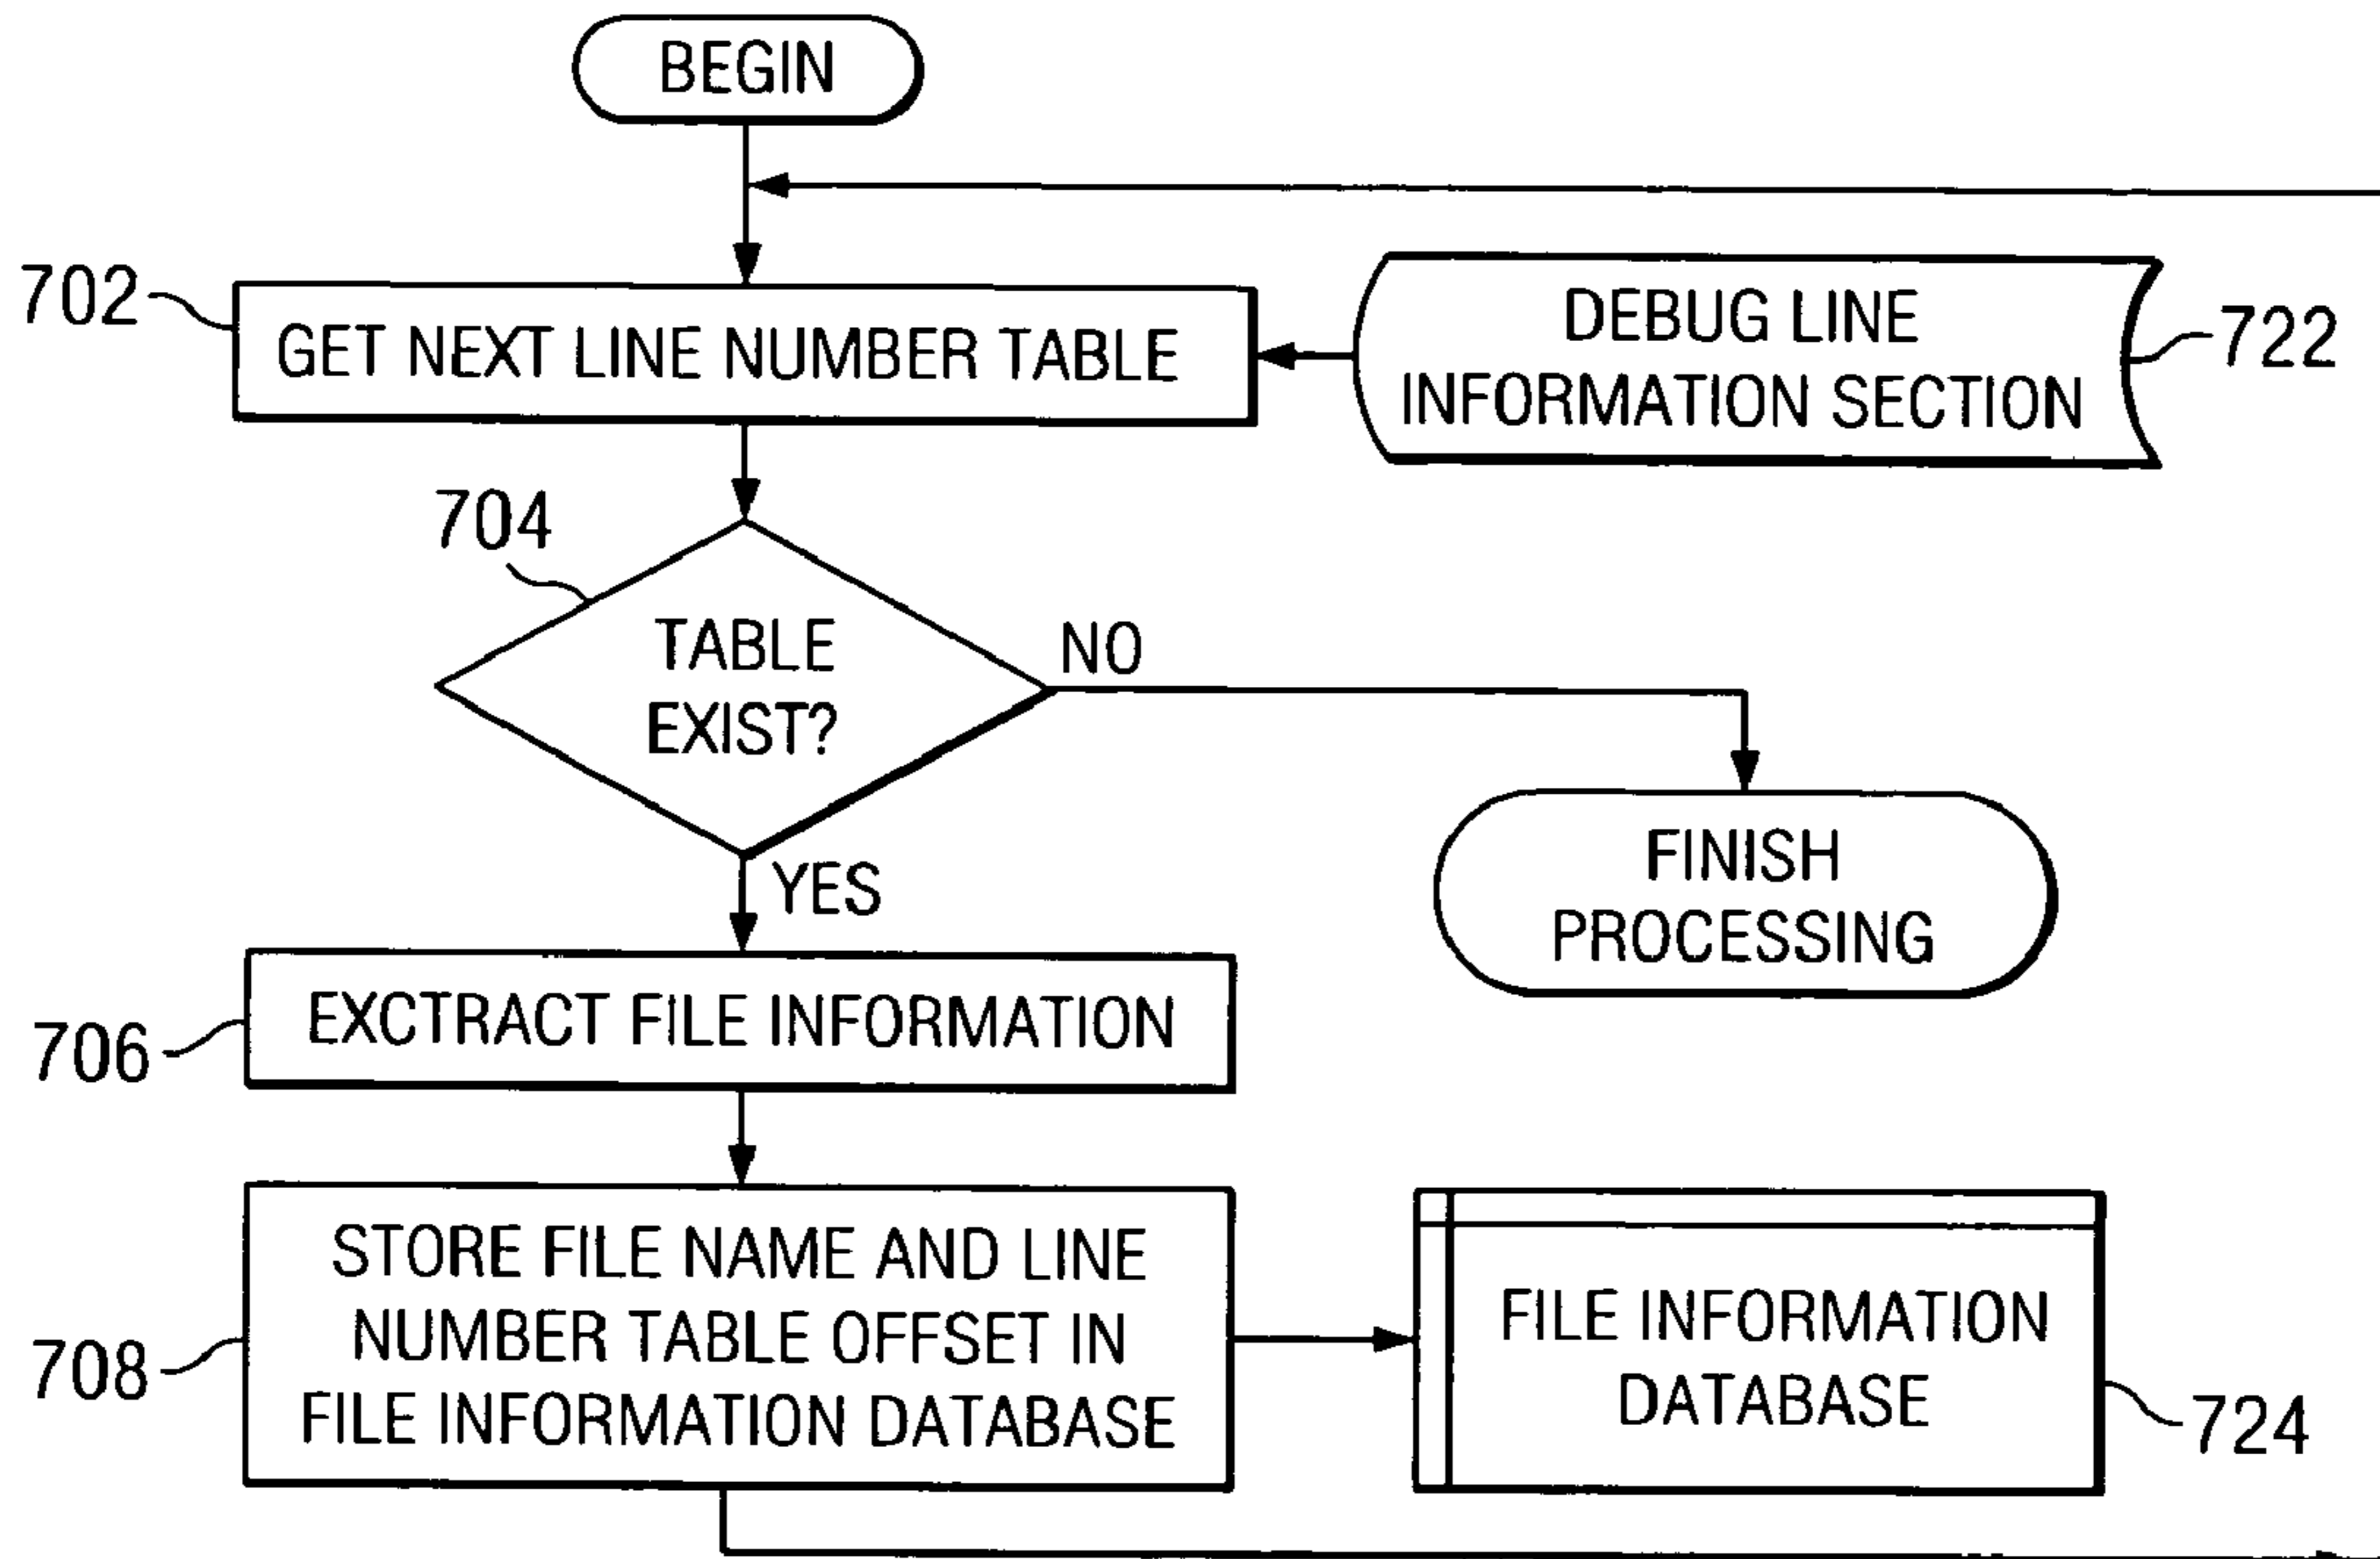 BEGIN
702
GET NEXT LINE NUMBER TABLE
DEBUG LINE
INFORMATION SECTION
722
704
TABLE
EXIST?
NO
YES
FINISH
PROCESSING
706
EXCTRACT FILE INFORMATION
708
STORE FILE NAME AND LINE
NUMBER TABLE OFFSET IN
FILE INFORMATION DATABASE
FILE INFORMATION
DATABASE
724